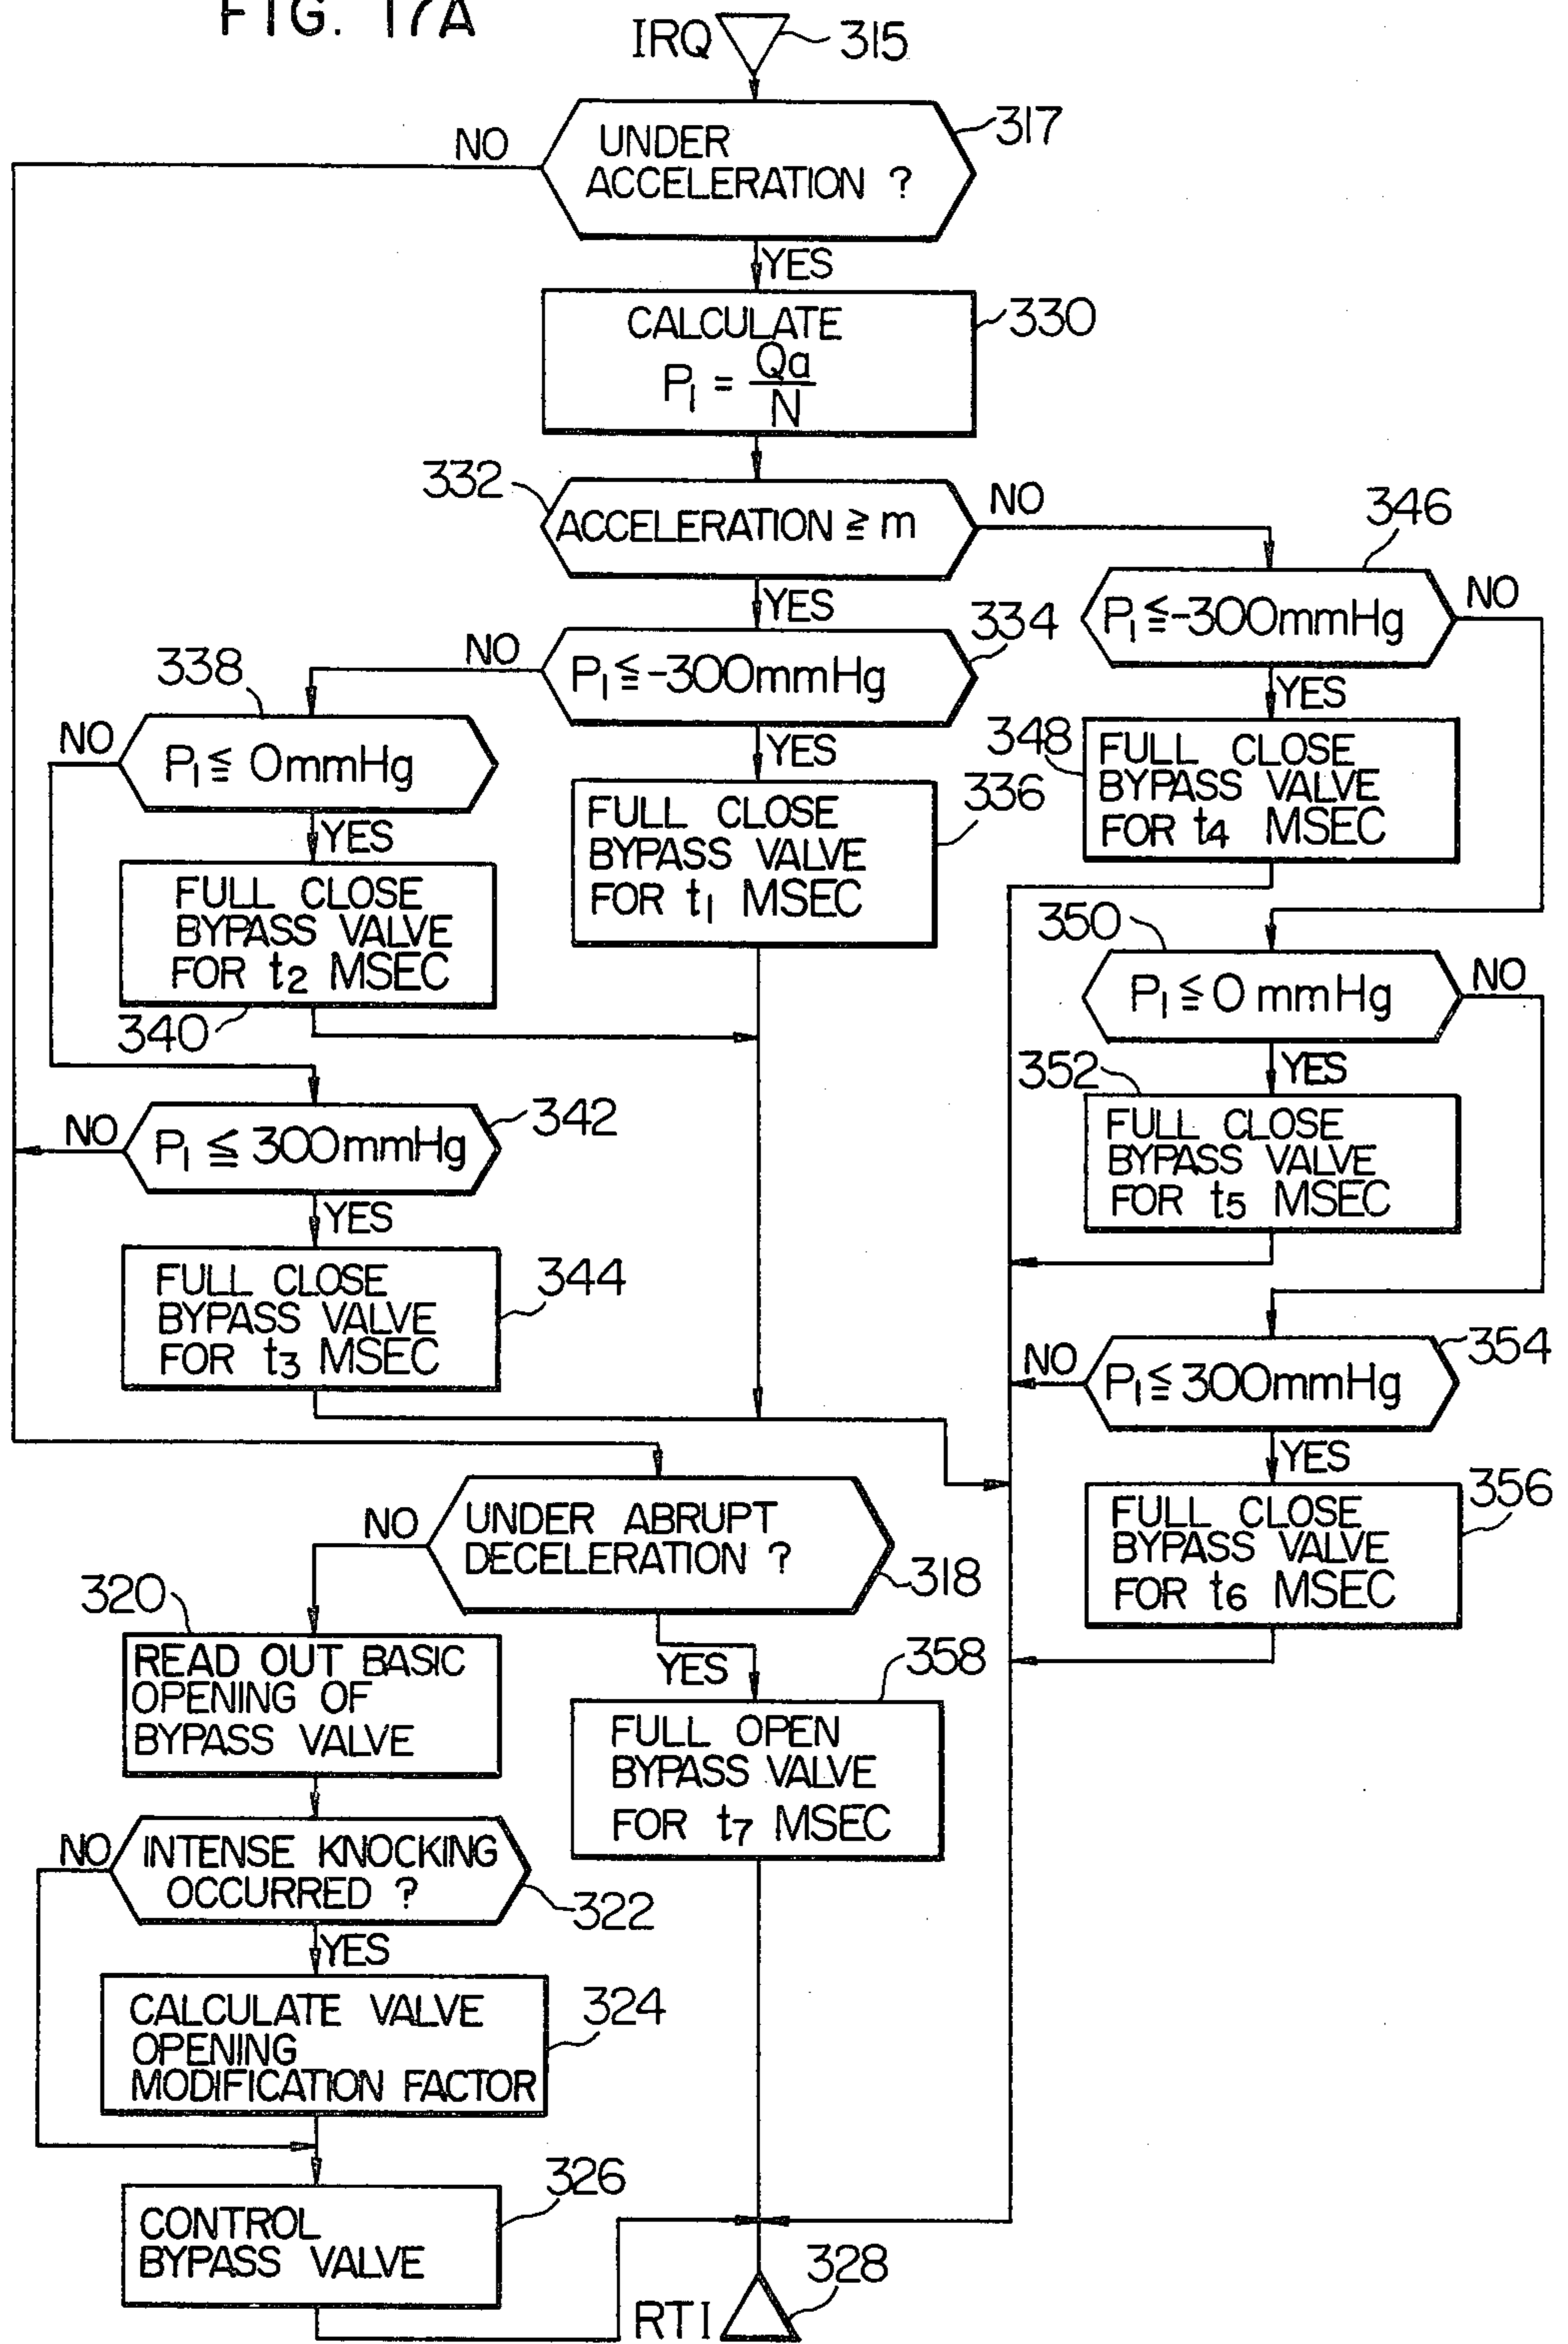 FIG. 17A
IRQ
315
UNDER
ACCELERATION ?
317
NO
YES
CALCULATE
P₁ = Qa
N
330
332
ACCELERATION ≧ m
NO
YES
346
P₁ ≦ -300mmHg
NO
YES
334
P₁ ≦ -300mmHg
NO
YES
338
P₁ ≦ 0mmHg
NO
YES
348
FULL CLOSE
BYPASS VALVE
FOR t₄ MSEC
336
FULL CLOSE
BYPASS VALVE
FOR t₁ MSEC
FULL CLOSE
BYPASS VALVE
FOR t₂ MSEC
340
350
P₁ ≦ 0 mmHg
NO
YES
352
FULL CLOSE
BYPASS VALVE
FOR t₅ MSEC
342
NO
P₁ ≦ 300mmHg
YES
344
FULL CLOSE
BYPASS VALVE
FOR t₃ MSEC
354
NO
P₁ ≦ 300mmHg
YES
356
FULL CLOSE
BYPASS VALVE
FOR t₆ MSEC
NO
UNDER ABRUPT
DECELERATION ?
318
YES
320
READ OUT BASIC
OPENING OF
BYPASS VALVE
358
FULL OPEN
BYPASS VALVE
FOR t₇ MSEC
NO
INTENSE KNOCKING
OCCURRED ?
322
YES
CALCULATE VALVE
OPENING
MODIFICATION FACTOR
324
326
CONTROL
BYPASS VALVE
RTI
328